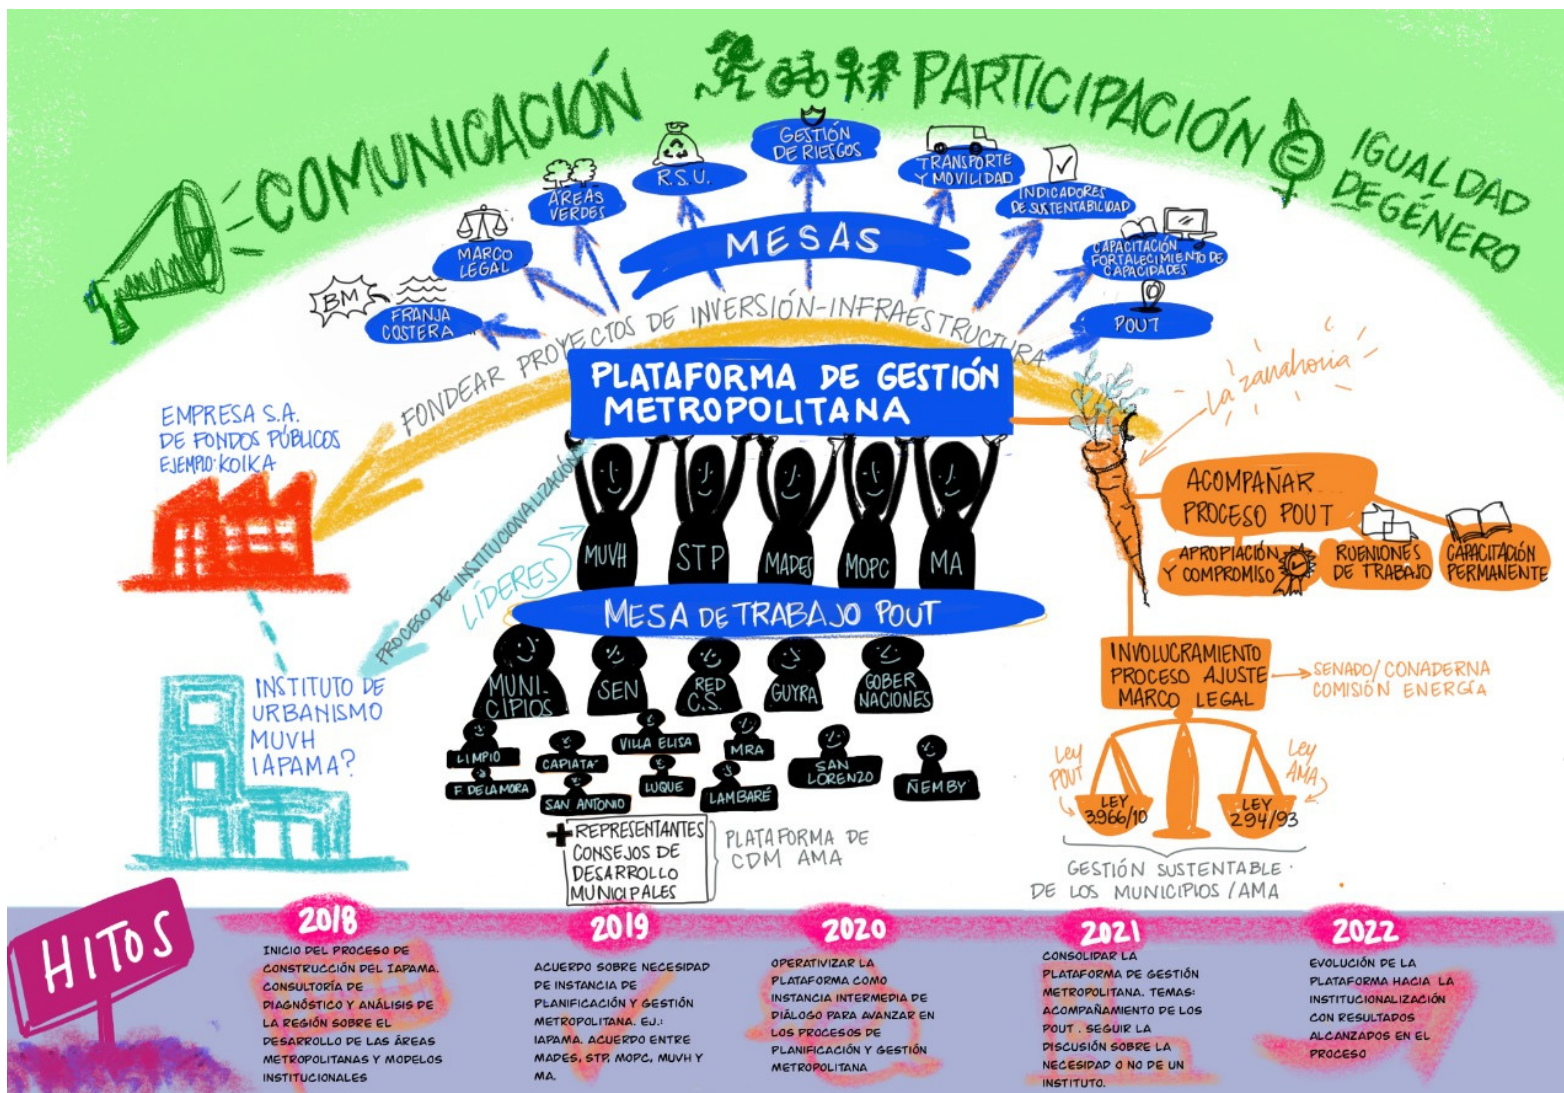 COMUNICACIÓN
PARTICIPACIÓN
IGUALDAD
DE GÉNERO
GESTIÓN
DE RIESGOS
R.S.U.
TRANSPORTE
Y MOVILIDAD
ÁREAS
VERDES
INDICADORES
DE SUSTENTABILIDAD
MARCO
LEGAL
MESAS
CAPACITACIÓN
FORTALECIMIENTO DE
CAPACIDADES
BM
FRANJA
COSTERA
POUT
FONDEAR PROYECTOS DE INVERSIÓN-INFRAESTRUCTURA
PLATAFORMA DE GESTIÓN
METROPOLITANA
La zanahoria
EMPRESA S.A.
DE FONDOS PÚBLICOS
EJEMPLO: KOIKA
PROCESO DE INSTITUCIONALIZACIÓN
LÍDERES
MUVH
STP
MADES
MOPC
MA
ACOMPAÑAR
PROCESO POUT
APROPIACIÓN
Y COMPROMISO
RUENIONES
DE TRABAJO
CAPACITACIÓN
PERMANENTE
MESA DE TRABAJO POUT
MUNI-
CIPIOS
SEN
RED
C.S.
GUYRA
GOBER
NACIONES
INVOLUCRAMIENTO
PROCESO AJUSTE
MARCO LEGAL
SENADO/CONADERNA
COMISIÓN ENERGÍA
INSTITUTO DE
URBANISMO
MUVH
IAPAMA?
LIMPIO
CAPIATÁ
VILLA ELISA
MRA
SAN
LORENZO
ÑEMBY
F. DE LA MORA
SAN ANTONIO
LUQUE
LAMBARÉ
Ley
POUT
Ley
AMA
LEY
3.966/10
LEY
294/93
+ REPRESENTANTES
CONSEJOS DE
DESARROLLO
MUNICIPALES
PLATAFORMA DE
CDM AMA
GESTIÓN SUSTENTABLE
DE LOS MUNICIPIOS / AMA
HITOS
2018
INICIO DEL PROCESO DE
CONSTRUCCIÓN DEL IAPAMA.
CONSULTORÍA DE
DIAGNÓSTICO Y ANÁLISIS DE
LA REGIÓN SOBRE EL
DESARROLLO DE LAS ÁREAS
METROPOLITANAS Y MODELOS
INSTITUCIONALES
2019
ACUERDO SOBRE NECESIDAD
DE INSTANCIA DE
PLANIFICACIÓN Y GESTIÓN
METROPOLITANA. EJ.:
IAPAMA. ACUERDO ENTRE
MADES, STP, MOPC, MUVH Y
MA.
2020
OPERATIVIZAR LA
PLATAFORMA COMO
INSTANCIA INTERMEDIA DE
DIÁLOGO PARA AVANZAR EN
LOS PROCESOS DE
PLANIFICACIÓN Y GESTIÓN
METROPOLITANA
2021
CONSOLIDAR LA
PLATAFORMA DE GESTIÓN
METROPOLITANA. TEMAS:
ACOMPAÑAMIENTO DE LOS
POUT . SEGUIR LA
DISCUSIÓN SOBRE LA
NECESIDAD O NO DE UN
INSTITUTO.
2022
EVOLUCIÓN DE LA
PLATAFORMA HACIA LA
INSTITUCIONALIZACIÓN
CON RESULTADOS
ALCANZADOS EN EL
PROCESO